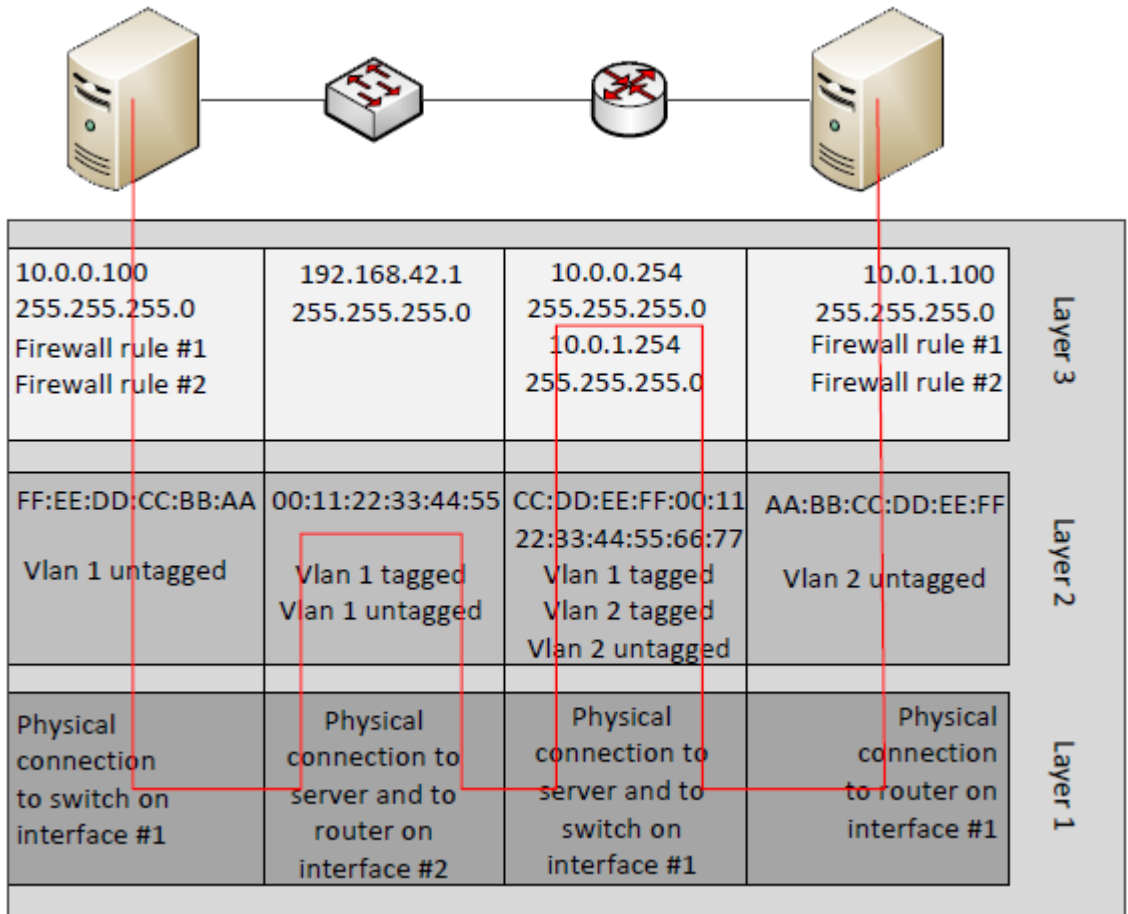 10.0.0.100
255.255.255.0
Firewall rule #1
Firewall rule #2
192.168.42.1
255.255.255.0
10.0.0.254
255.255.255.0
10.0.1.254
255.255.255.0
10.0.1.100
255.255.255.0
Firewall rule #1
Firewall rule #2
Layer 3
FF:EE:DD:CC:BB:AA
Vlan 1 untagged
00:11:22:33:44:55
Vlan 1 tagged
Vlan 1 untagged
CC:DD:EE:FF:00:11
22:33:44:55:66:77
Vlan 1 tagged
Vlan 2 tagged
Vlan 2 untagged
AA:BB:CC:DD:EE:FF
Vlan 2 untagged
Layer 2
Physical
connection
to switch on
interface #1
Physical
connection to
server and to
router on
interface #2
Physical
connection to
server and to
switch on
interface #1
Physical
connection
to router on
interface #1
Layer 1